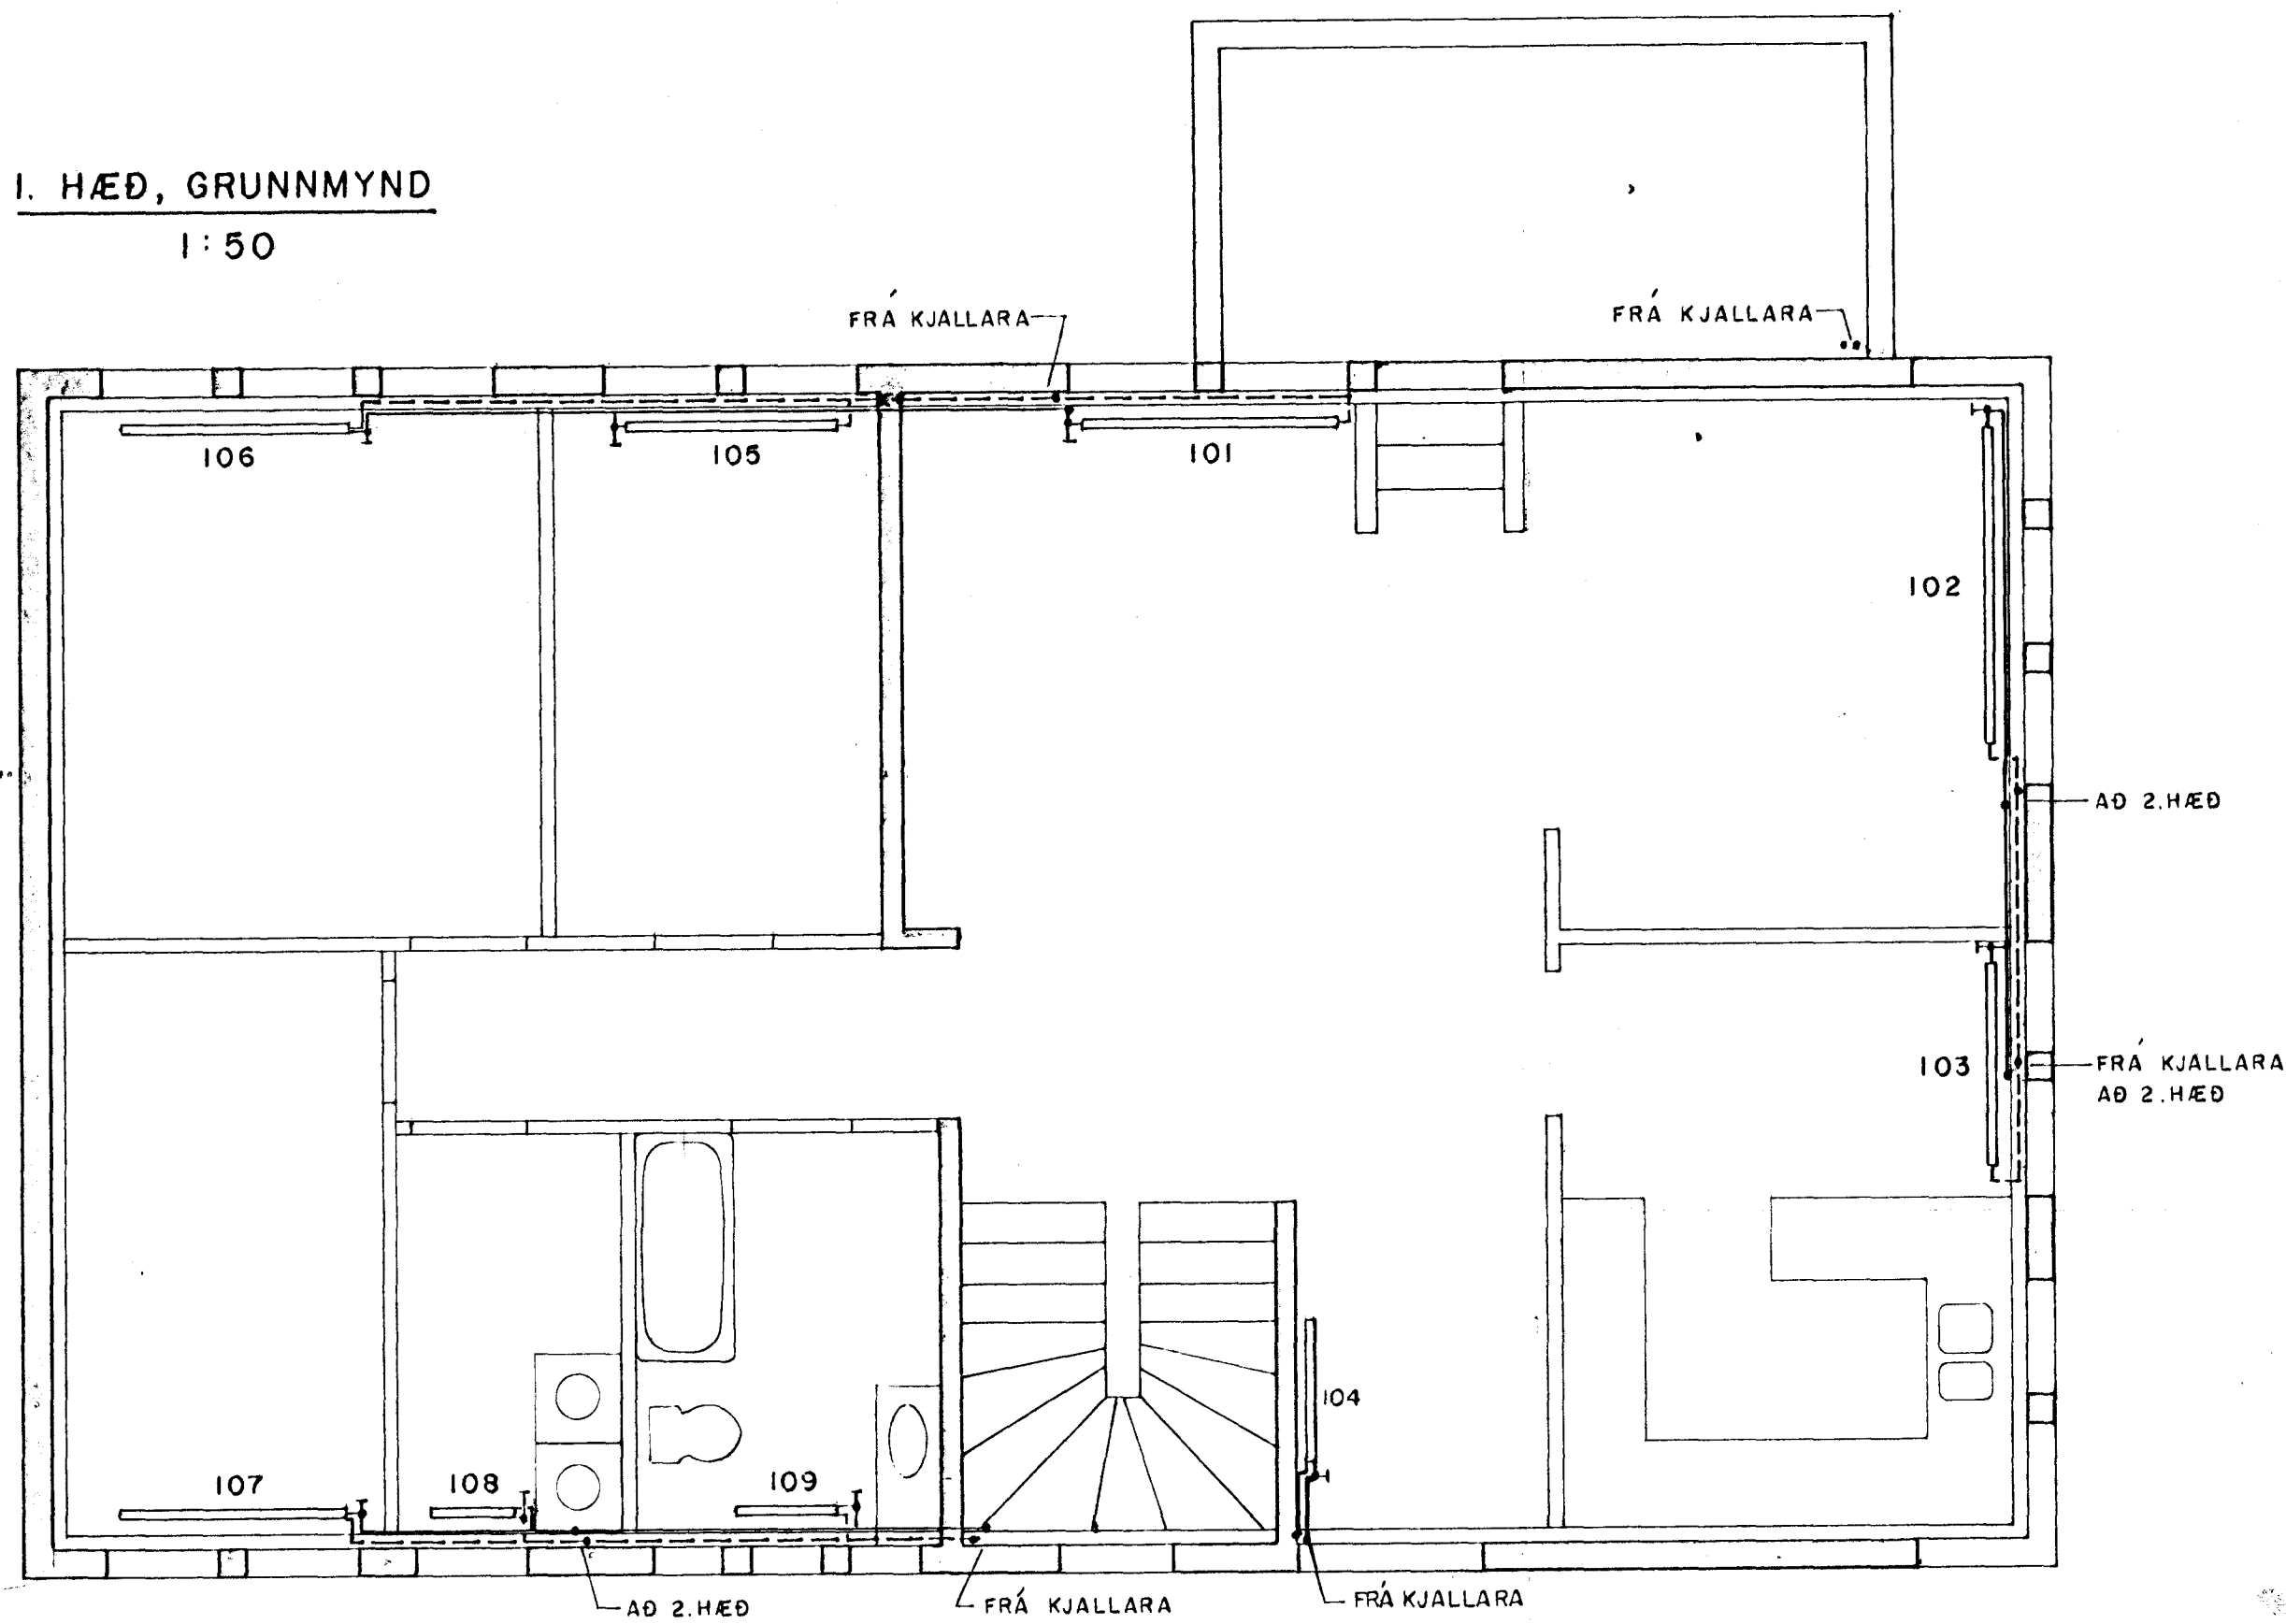 1. HÆÐ, GRUNNMYND
1:50
FRÁ KJALLARA
FRÁ KJALLARA
106
105
101
102
AÐ 2.HÆÐ
103
FRÁ KJALLARA
AÐ 2.HÆÐ
104
107
108
109
AÐ 2.HÆÐ
FRÁ KJALLARA
FRÁ KJALLARA